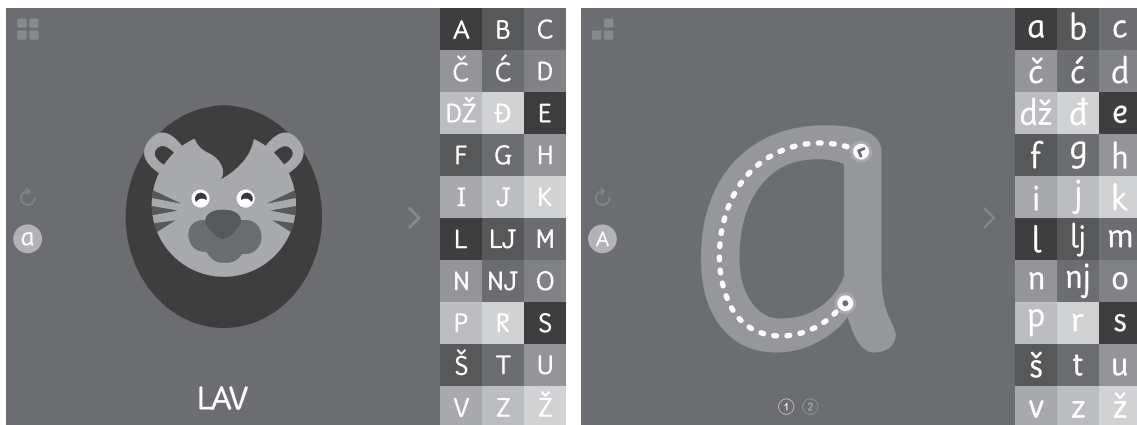 A B C
Č Ć D
DŽ Đ E
F G H
I J K
a
L LJ M
N NJ O
P R S
Š T U
LAV
V Z Ž
a b c
č ć d
dž đ e
f g h
i j k
A
l lj m
n nj o
p r s
š t u
a
1 2
v z ž